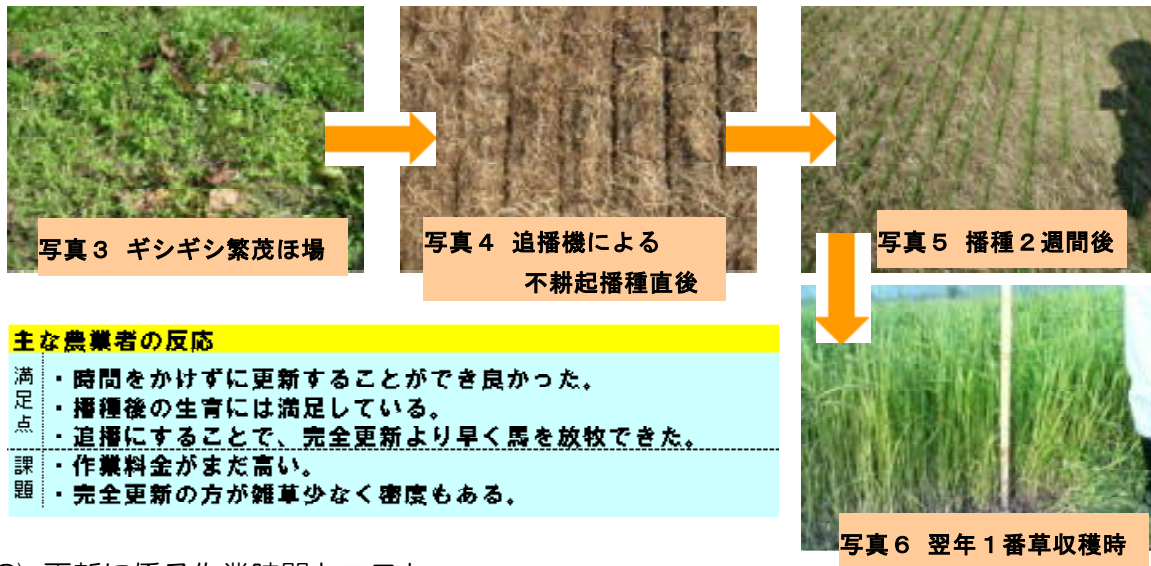 写真３ ギシギシ繁茂ほ場
写真４ 追播機による
不耕起播種直後
写真５ 播種２週間後
主な農業者の反応
満足点
・時間をかけずに更新することができ良かった。
・播種後の生育には満足している。
・追播にすることで、完全更新より早く馬を放牧できた。
課題
・作業料金がまだ高い。
・完全更新の方が雑草少なく密度もある。
写真６ 翌年１番草収穫時